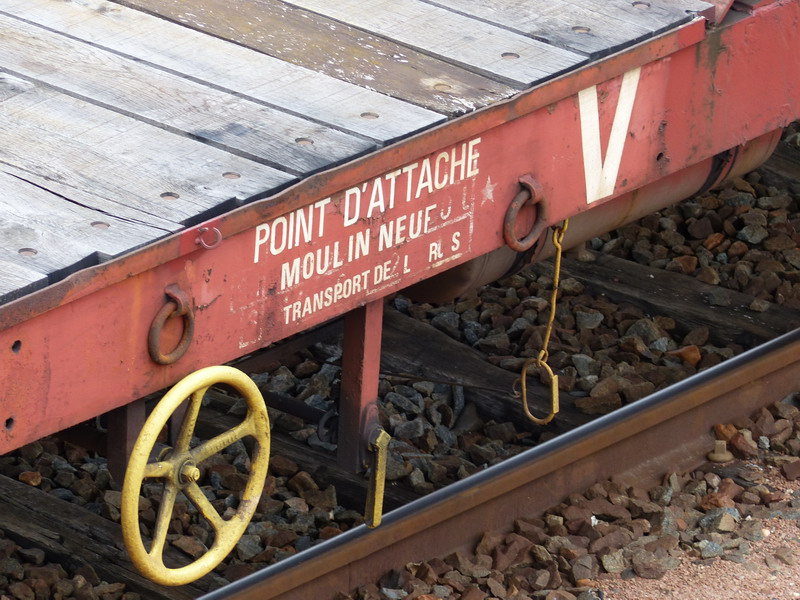 POINT D'ATTACHE
V
MOULIN NEUF
TRANSPORT DE